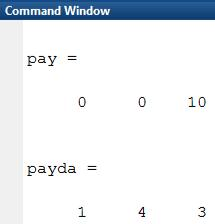 Command Window
pay =
0 0 10
payda =
1 4 3